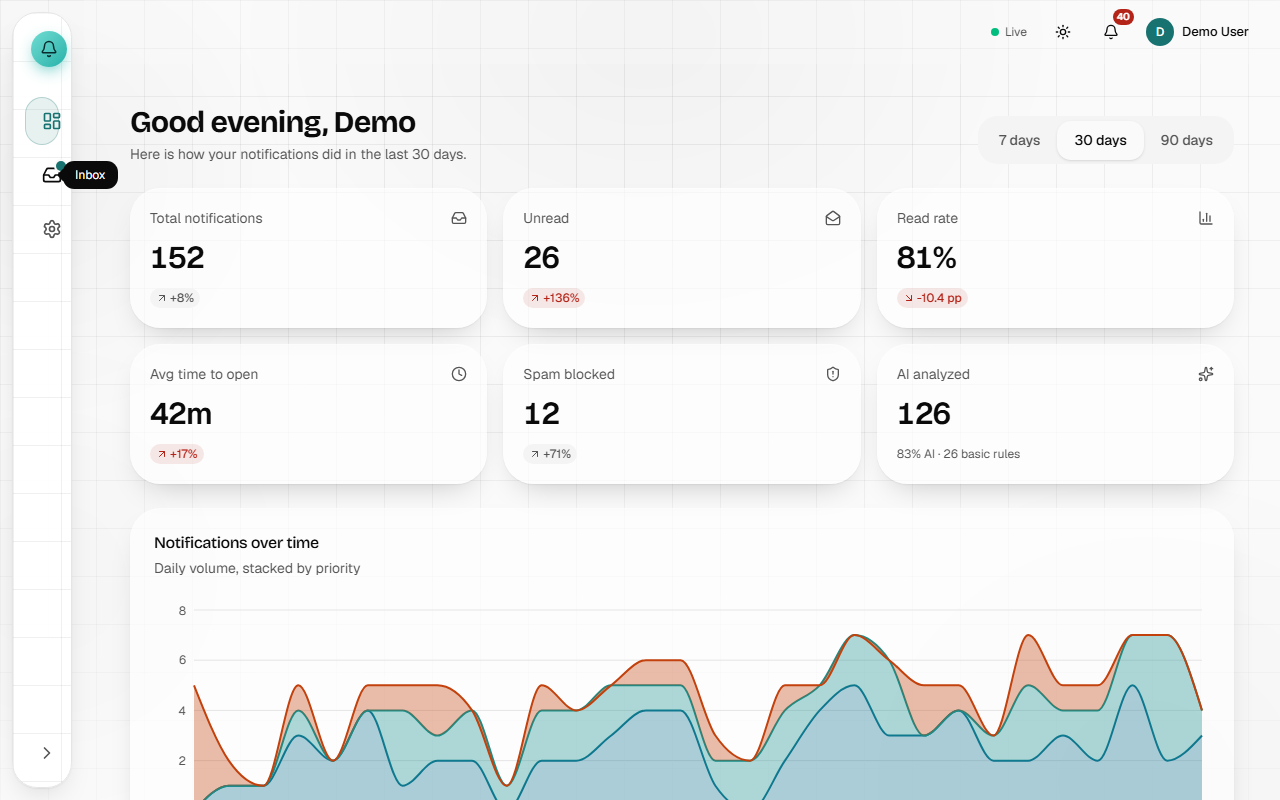 Live
40
D
Demo User
Inbox
Good evening, Demo
Here is how your notifications did in the last 30 days.
7 days
30 days
90 days
Total notifications
152
+8%
Unread
26
+136%
Read rate
81%
-10.4 pp
Avg time to open
42m
+17%
Spam blocked
12
+71%
AI analyzed
126
83% AI · 26 basic rules
Notifications over time
Daily volume, stacked by priority
8
6
4
2